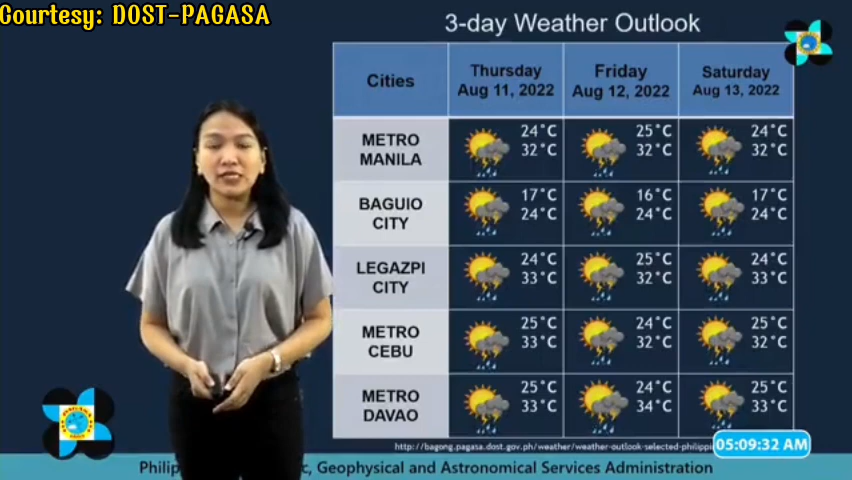 Courtesy: DOST-PAGASA
3-day Weather Outlook
Cities
Thursday
Aug 11, 2022
Friday
Aug 12, 2022
Saturday
Aug 13, 2022
METRO
MANILA
24°C
32°C
25°C
32°C
24°C
32°C
BAGUIO
CITY
17°C
24°C
16°C
24°C
17°C
24°C
LEGAZPI
CITY
24°C
33°C
25°C
32°C
24°C
33°C
METRO
CEBU
25°C
33°C
24°C
32°C
25°C
32°C
METRO
DAVAO
25°C
33°C
24°C
34°C
25°C
33°C
http://bagong.pagasa.dost.gov.ph/weather/weather-outlook-selected-philippi
05:09:32 AM
Philip c, Geophysical and Astronomical Services Administration